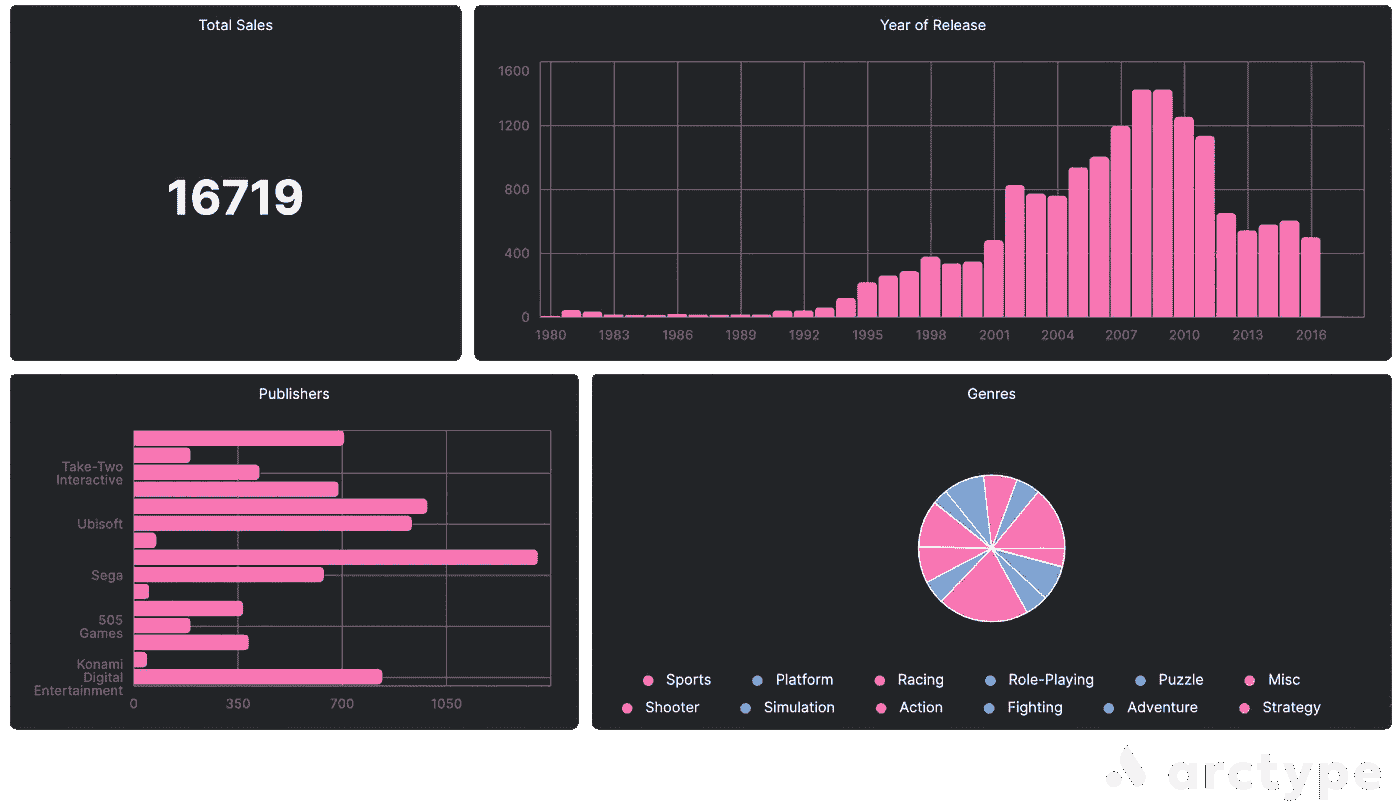 Total Sales
16719
Year of Release
1600
1200
800
400
0
1980 1983 1986 1989 1992 1995 1998 2001 2004 2007 2010 2013 2016
Publishers
Take-Two
Interactive
Ubisoft
Sega
505
Games
Konami
Digital
Entertainment
0 350 700 1050
Genres
Sports Platform Racing Role-Playing Puzzle Misc
Shooter Simulation Action Fighting Adventure Strategy
arctype